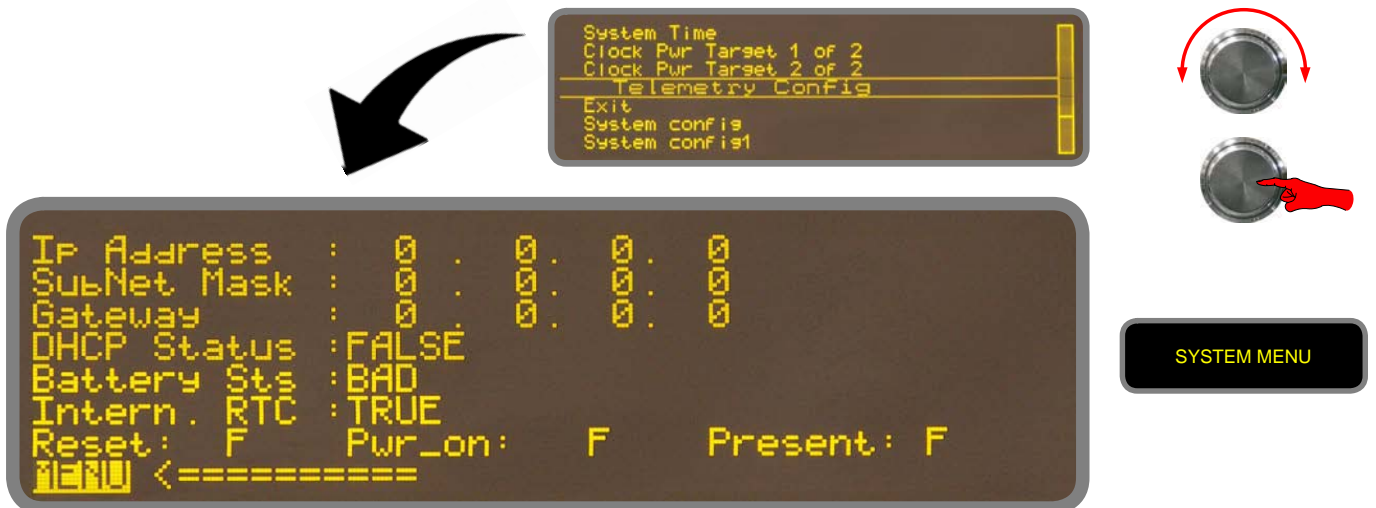 System Time
Clock Pwr Target 1 of 2
Clock Pwr Target 2 of 2
Telemetry Config
Exit
System config
System config1
Ip Address : 0 . 0. 0. 0
SubNet Mask : 0 . 0. 0. 0
Gateway : 0 . 0. 0. 0
DHCP Status :FALSE
Battery Sts :BAD
Intern. RTC :TRUE
Reset: F Pwr_on: F Present: F
MENU <==========
SYSTEM MENU